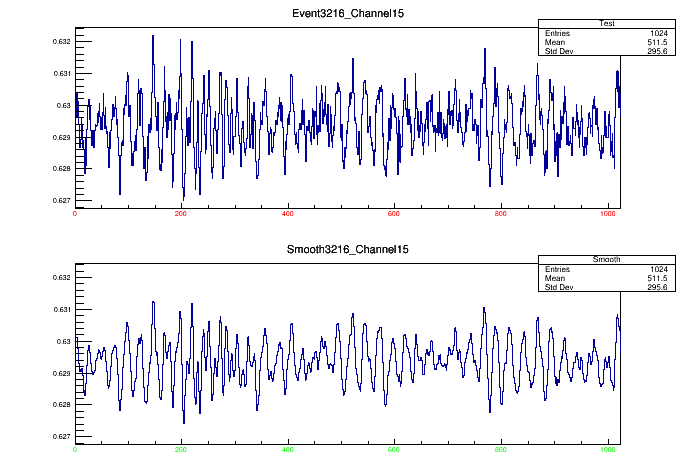 Event3216_Channel15
Test
Entries 1024
Mean 511.5
Std Dev 295.6
0.632
0.631
0.63
0.629
0.628
0.627
0 200 400 600 800 1000
Smooth3216_Channel15
Smooth
Entries 1024
Mean 511.5
Std Dev 295.6
0.632
0.631
0.63
0.629
0.628
0.627
0 200 400 600 800 1000